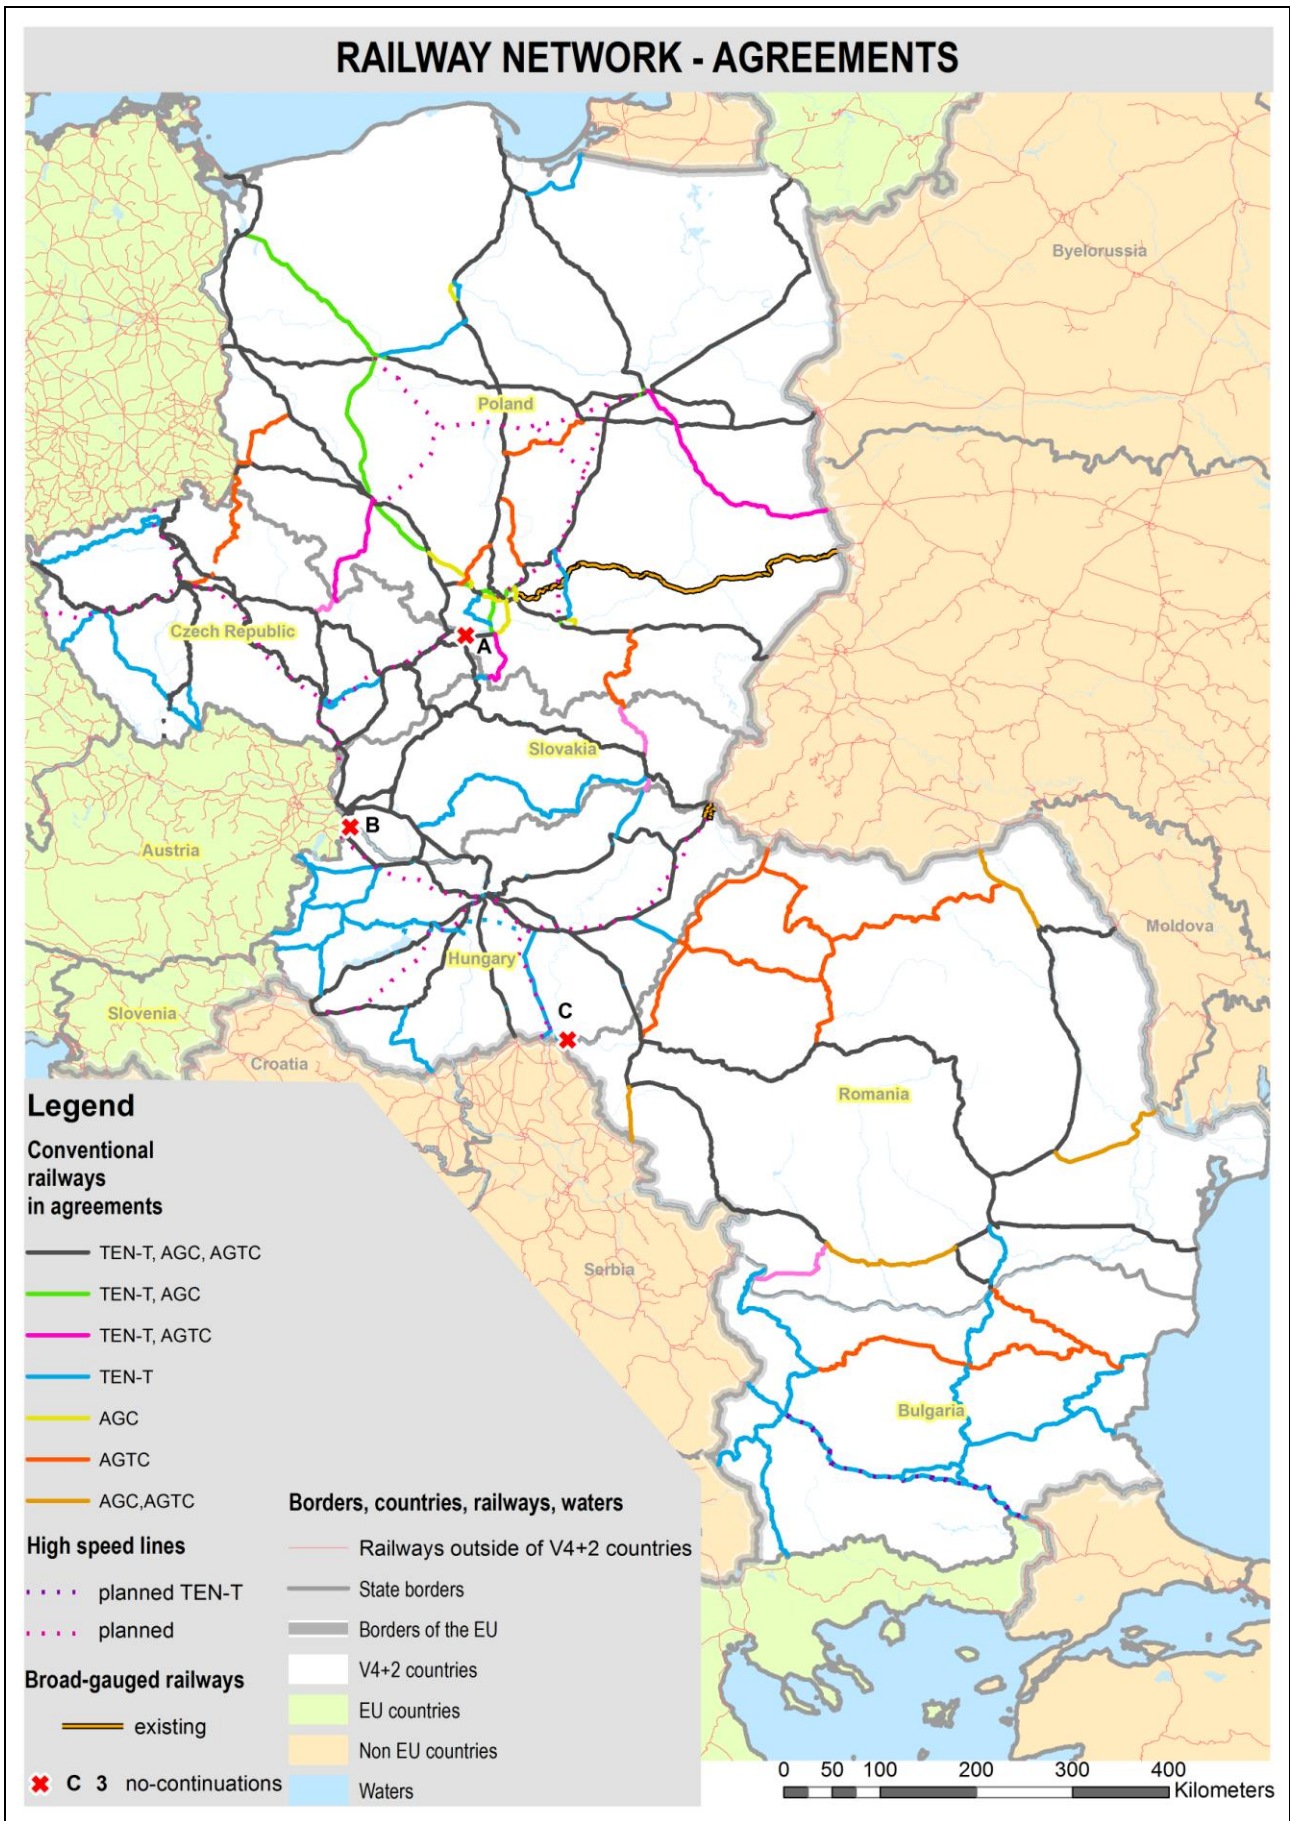 RAILWAY NETWORK - AGREEMENTS
Byelorussia
Poland
Czech Republic
A
Slovakia
B
Austria
Moldova
Hungary
C
Slovenia
Croatia
Romania
Serbia
Bulgaria
Legend
Conventional
railways
in agreements
TEN-T, AGC, AGTC
TEN-T, AGC
TEN-T, AGTC
TEN-T
AGC
AGTC
AGC,AGTC
High speed lines
planned TEN-T
planned
Broad-gauged railways
existing
C 3 no-continuations
Borders, countries, railways, waters
Railways outside of V4+2 countries
State borders
Borders of the EU
V4+2 countries
EU countries
Non EU countries
Waters
0 50 100 200 300 400
Kilometers